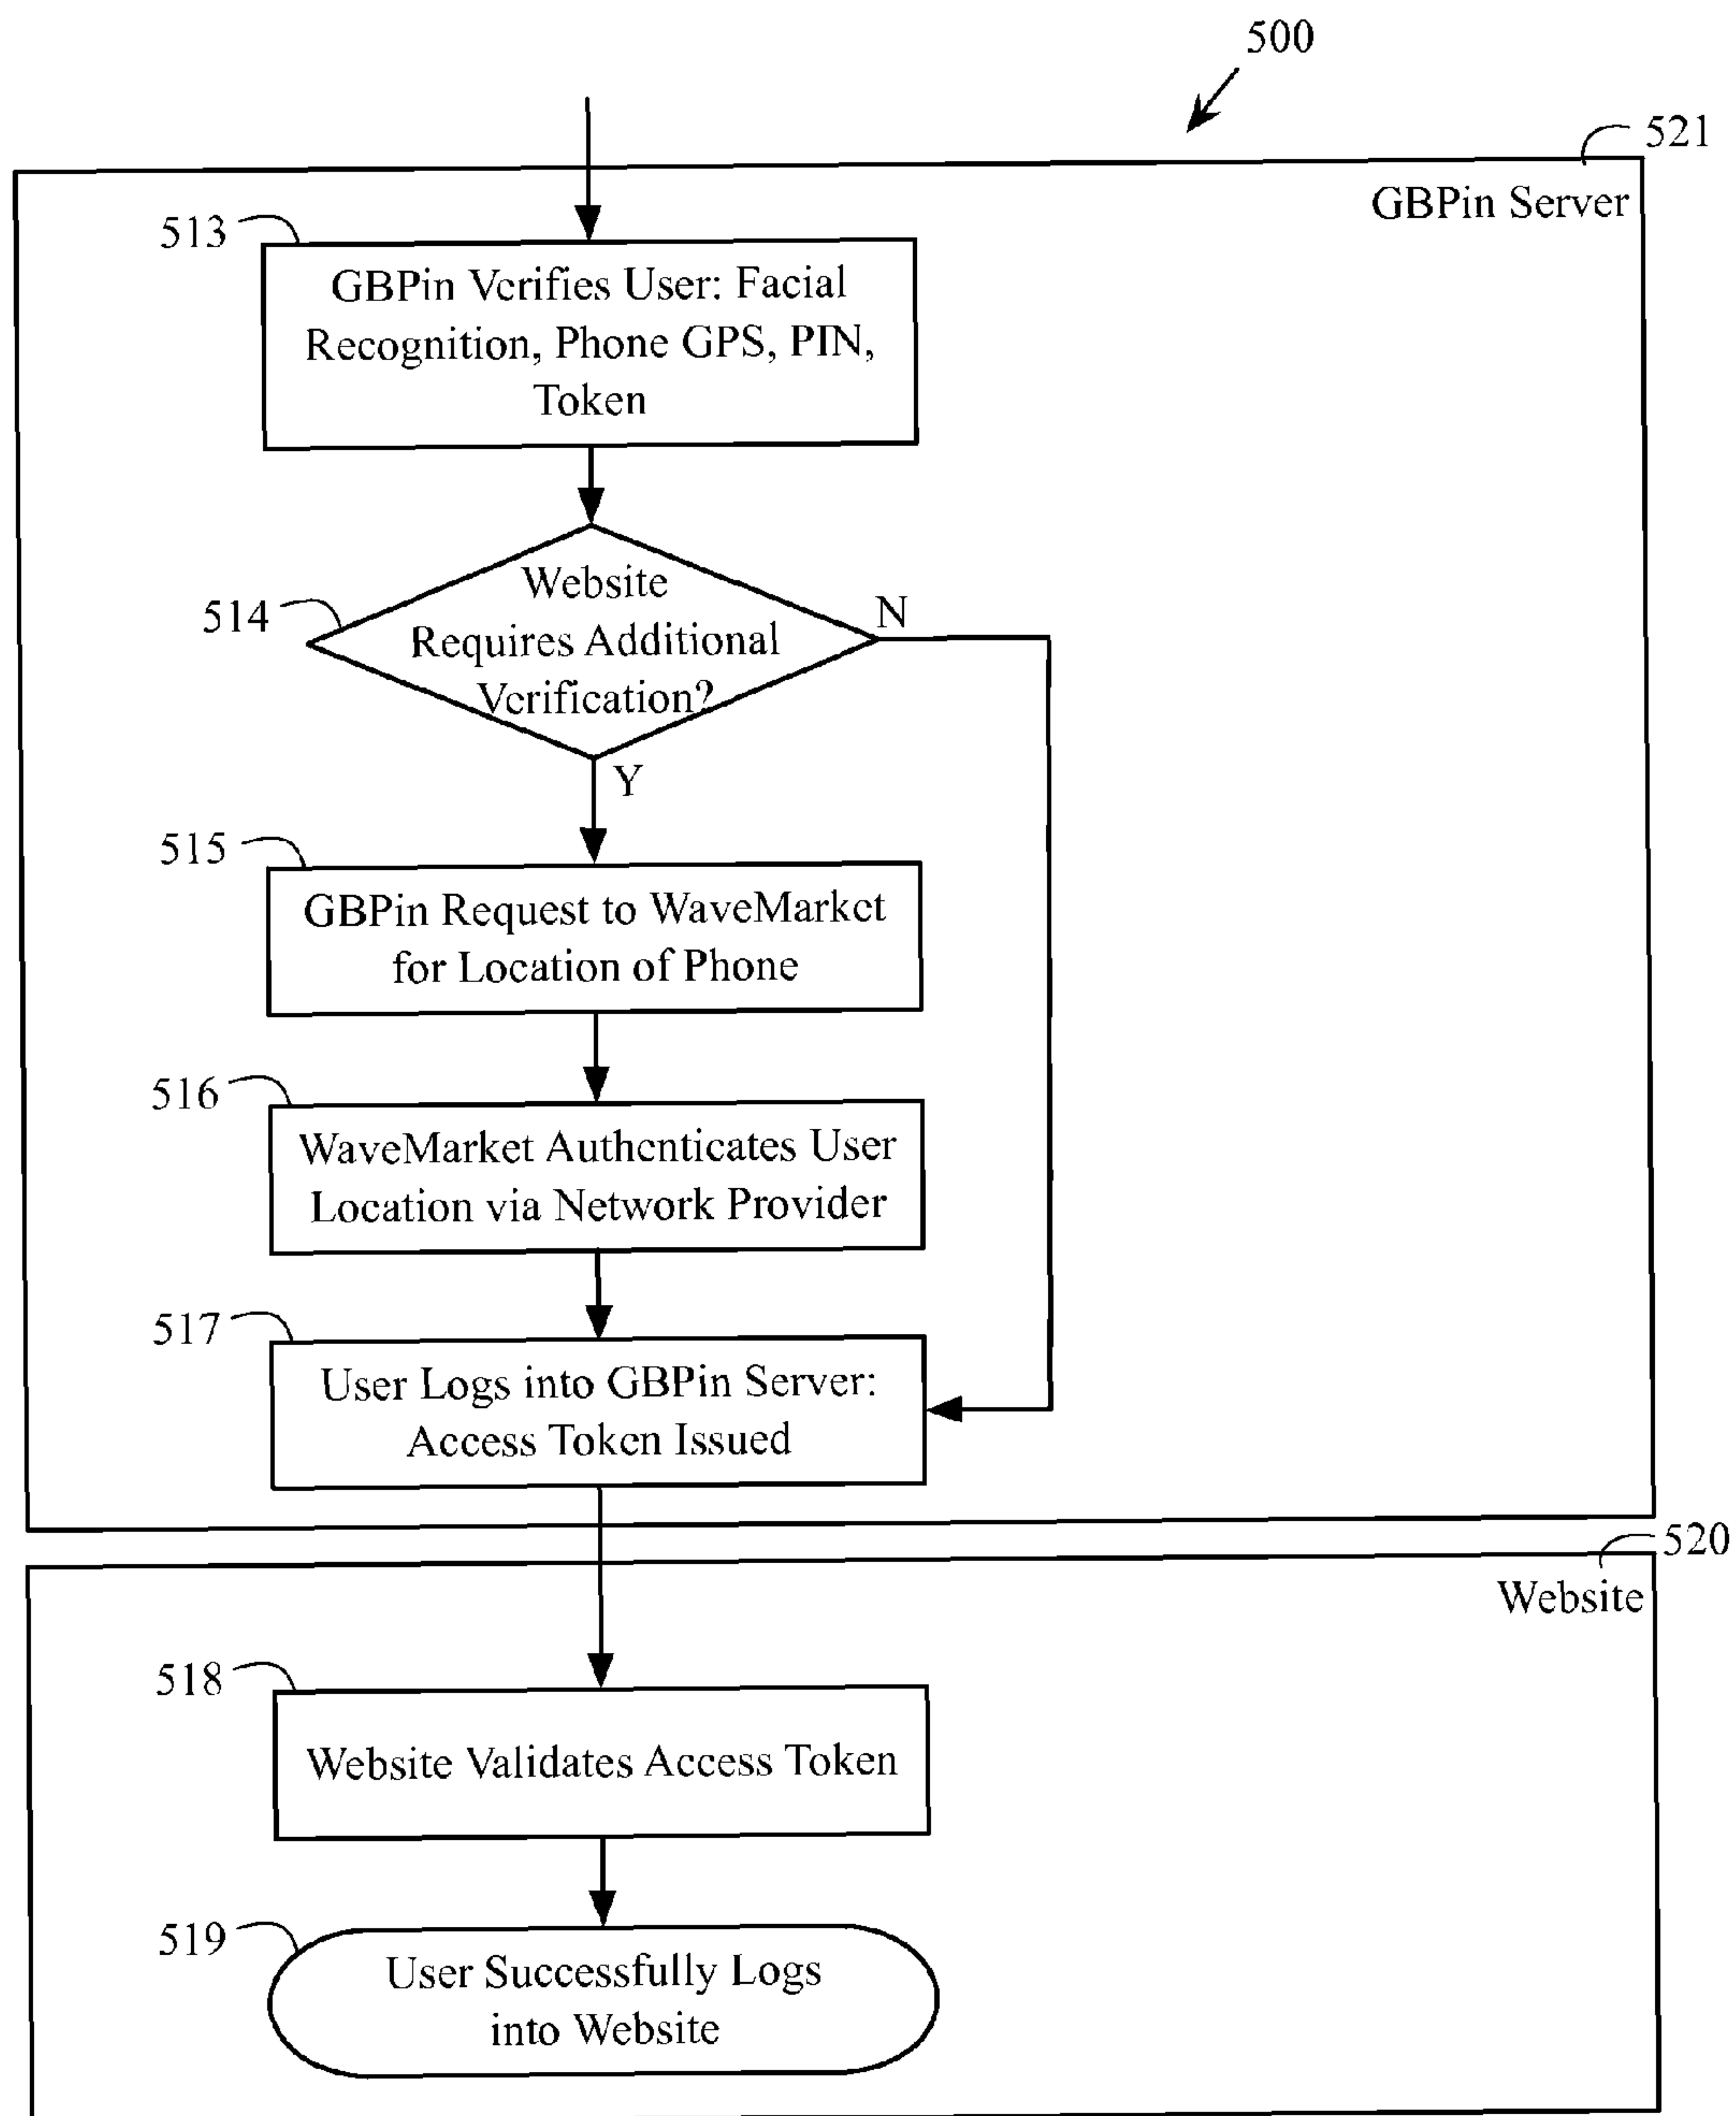 500
521
GBPin Server
513
GBPin Verifies User: Facial
Recognition, Phone GPS, PIN,
Token
514
Website
Requires Additional
Verification?
N
Y
515
GBPin Request to WaveMarket
for Location of Phone
516
WaveMarket Authenticates User
Location via Network Provider
517
User Logs into GBPin Server:
Access Token Issued
520
Website
518
Website Validates Access Token
519
User Successfully Logs
into Website